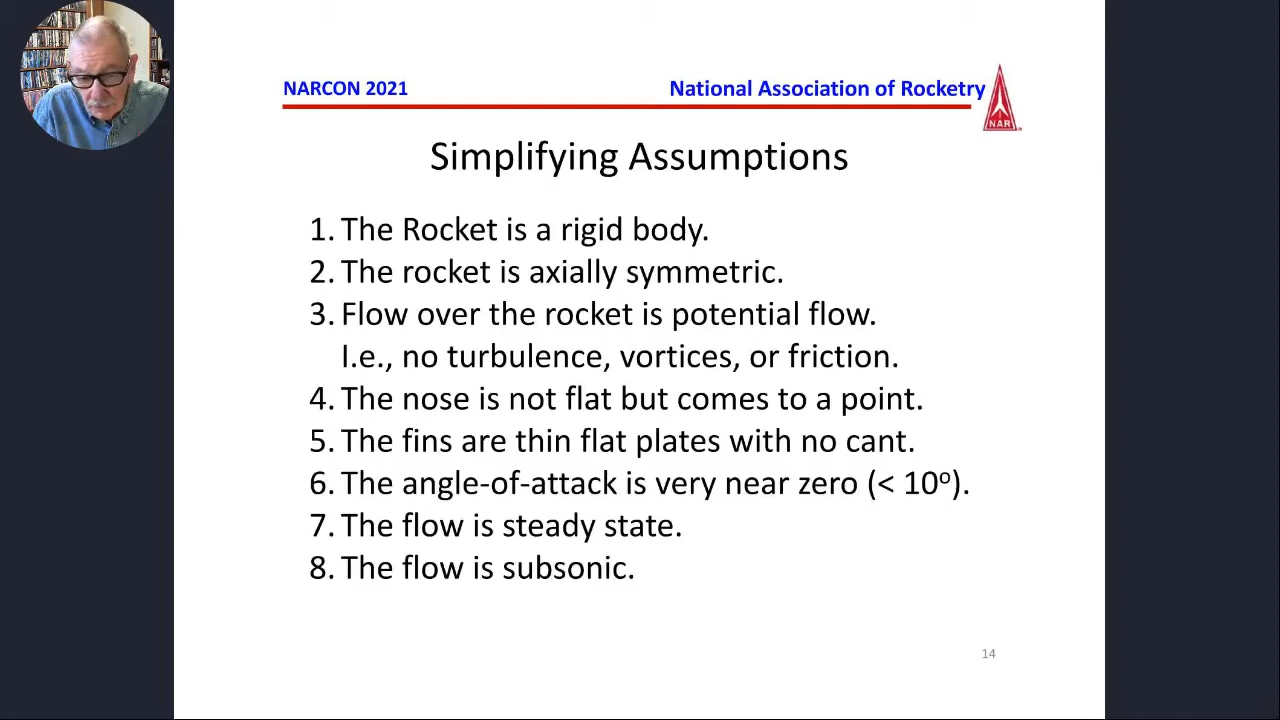 NARCON 2021
National Association of Rocketry
NAR
Simplifying Assumptions
1. The Rocket is a rigid body.
2. The rocket is axially symmetric.
3. Flow over the rocket is potential flow.
I.e., no turbulence, vortices, or friction.
4. The nose is not flat but comes to a point.
5. The fins are thin flat plates with no cant.
6. The angle-of-attack is very near zero (< 10º).
7. The flow is steady state.
8. The flow is subsonic.
14